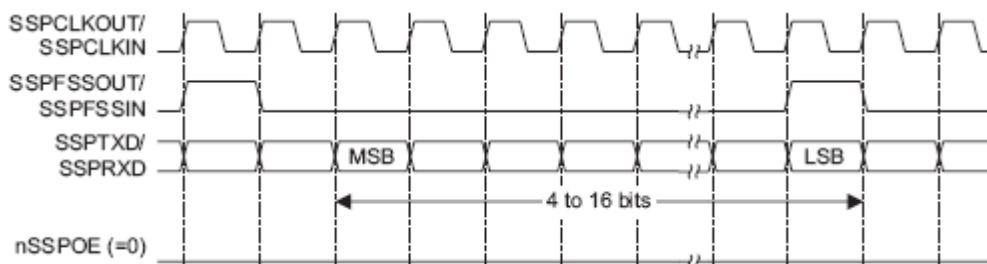 SSPCLKOUT/
SSPCLKIN
SSPFSSOUT/
SSPFSSIN
SSPTXD/
SSPRXD
MSB
LSB
4 to 16 bits
nSSPOE (=0)